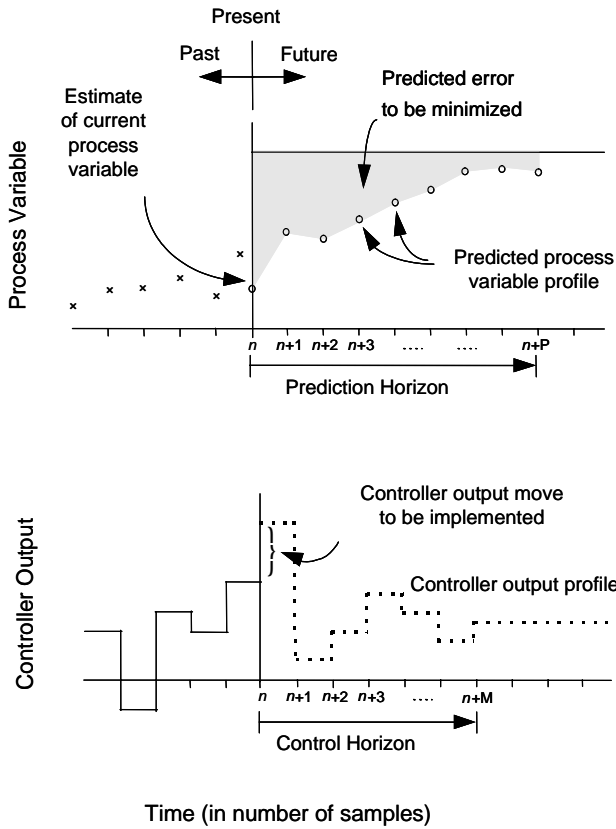 Present
Past
Future
Estimate
of current
process
variable
Predicted error
to be minimized
Process Variable
Predicted process
variable profile
n n+1 n+2 n+3 ..... ..... n+P
Prediction Horizon
Controller output move
to be implemented
Controller Output
Controller output profile
n n+1 n+2 n+3 ..... n+M
Control Horizon
Time (in number of samples)